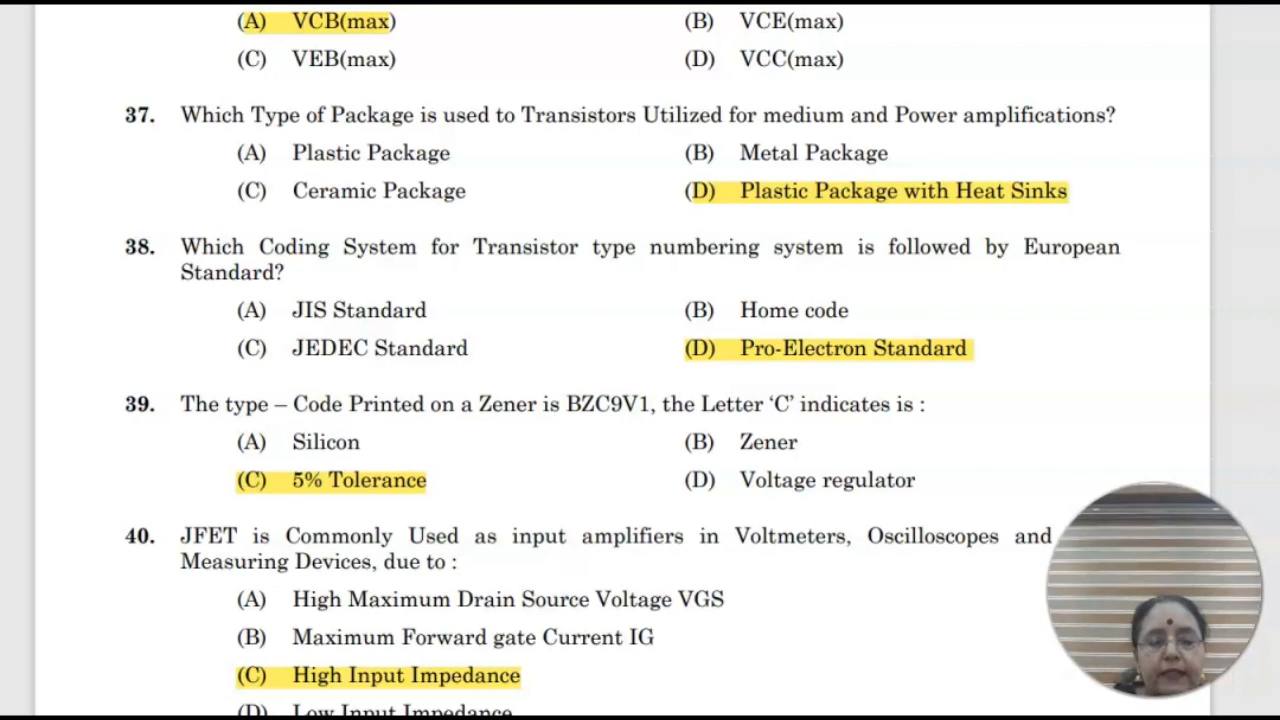 (A) VCB(max) (B) VCE(max)
(C) VEB(max) (D) VCC(max)
37. Which Type of Package is used to Transistors Utilized for medium and Power amplifications?
(A) Plastic Package (B) Metal Package
(C) Ceramic Package (D) Plastic Package with Heat Sinks
38. Which Coding System for Transistor type numbering system is followed by European
Standard?
(A) JIS Standard (B) Home code
(C) JEDEC Standard (D) Pro-Electron Standard
39. The type – Code Printed on a Zener is BZC9V1, the Letter ‘C’ indicates is :
(A) Silicon (B) Zener
(C) 5% Tolerance (D) Voltage regulator
40. JFET is Commonly Used as input amplifiers in Voltmeters, Oscilloscopes and
Measuring Devices, due to :
(A) High Maximum Drain Source Voltage VGS
(B) Maximum Forward gate Current IG
(C) High Input Impedance
(D) Low Input Impedance